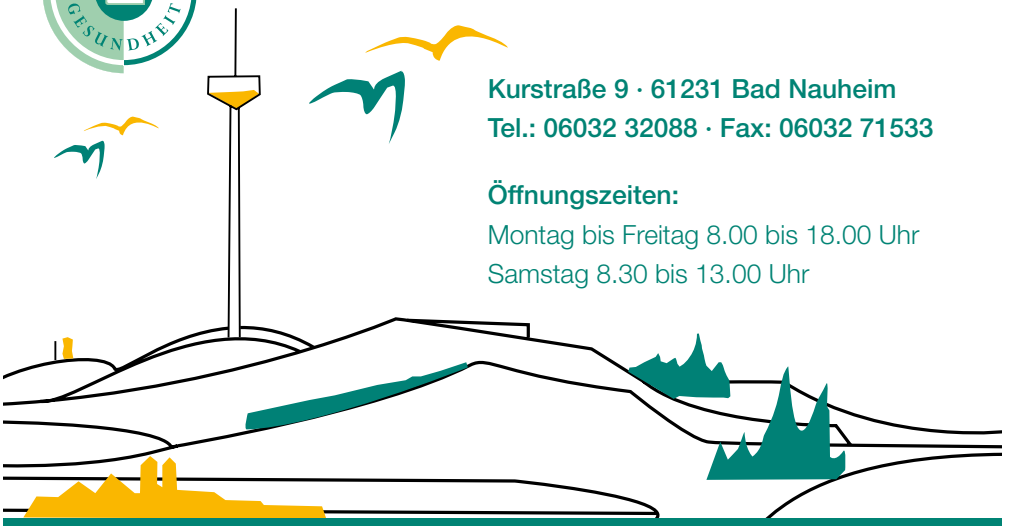 GESUNDHEIT
Kurstraße 9 · 61231 Bad Nauheim
Tel.: 06032 32088 · Fax: 06032 71533
Öffnungszeiten:
Montag bis Freitag 8.00 bis 18.00 Uhr
Samstag 8.30 bis 13.00 Uhr